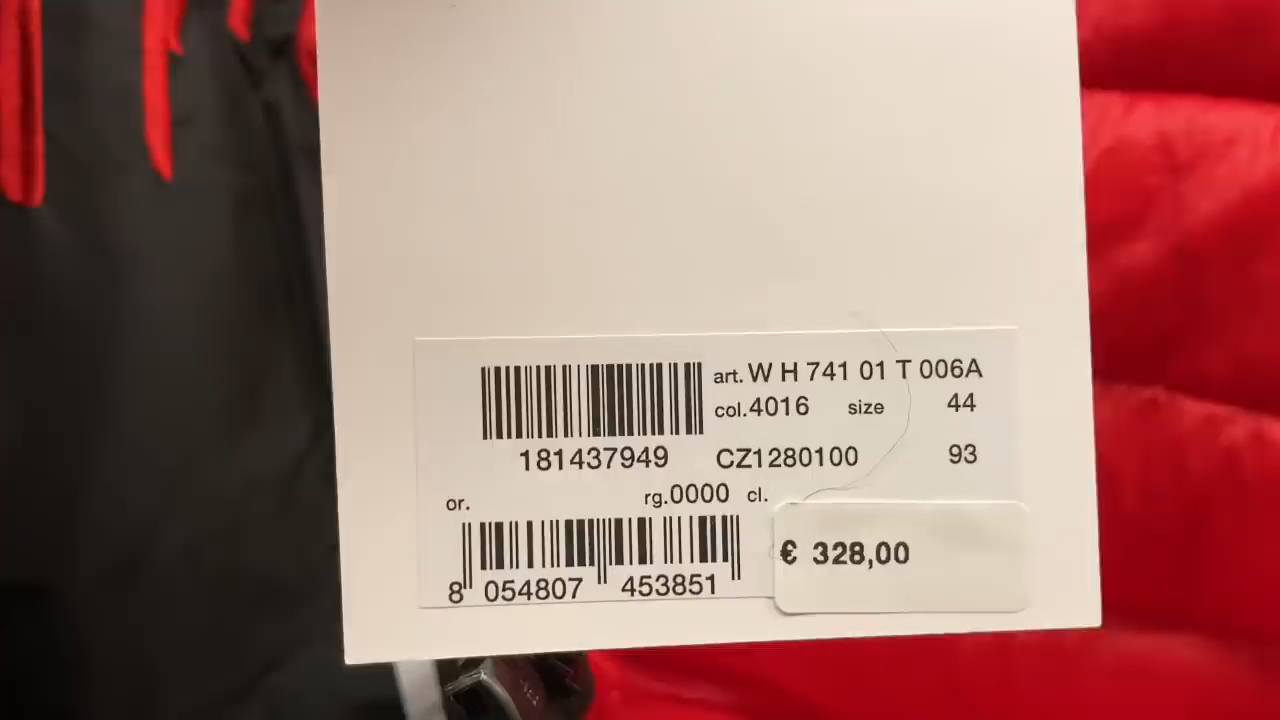 art. W H 741 01 T 006A
col.4016 size 44
181437949 CZ1280100 93
or. rg.0000 cl.
€ 328,00
8 054807 453851